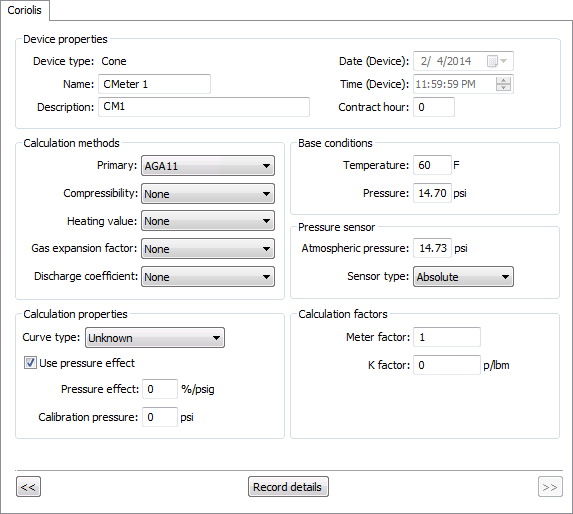 Coriolis
Device properties
Device type: Cone
Date (Device): 2/ 4/2014
Name: CMeter 1
Time (Device): 11:59:59 PM
Description: CM1
Contract hour: 0
Calculation methods
Primary: AGA11
Compressibility: None
Heating value: None
Gas expansion factor: None
Discharge coefficient: None
Base conditions
Temperature: 60 F
Pressure: 14.70 psi
Pressure sensor
Atmospheric pressure: 14.73 psi
Sensor type: Absolute
Calculation properties
Curve type: Unknown
Use pressure effect
Pressure effect: 0 %/psig
Calibration pressure: 0 psi
Calculation factors
Meter factor: 1
K factor: 0 p/lbm
<< Record details >>